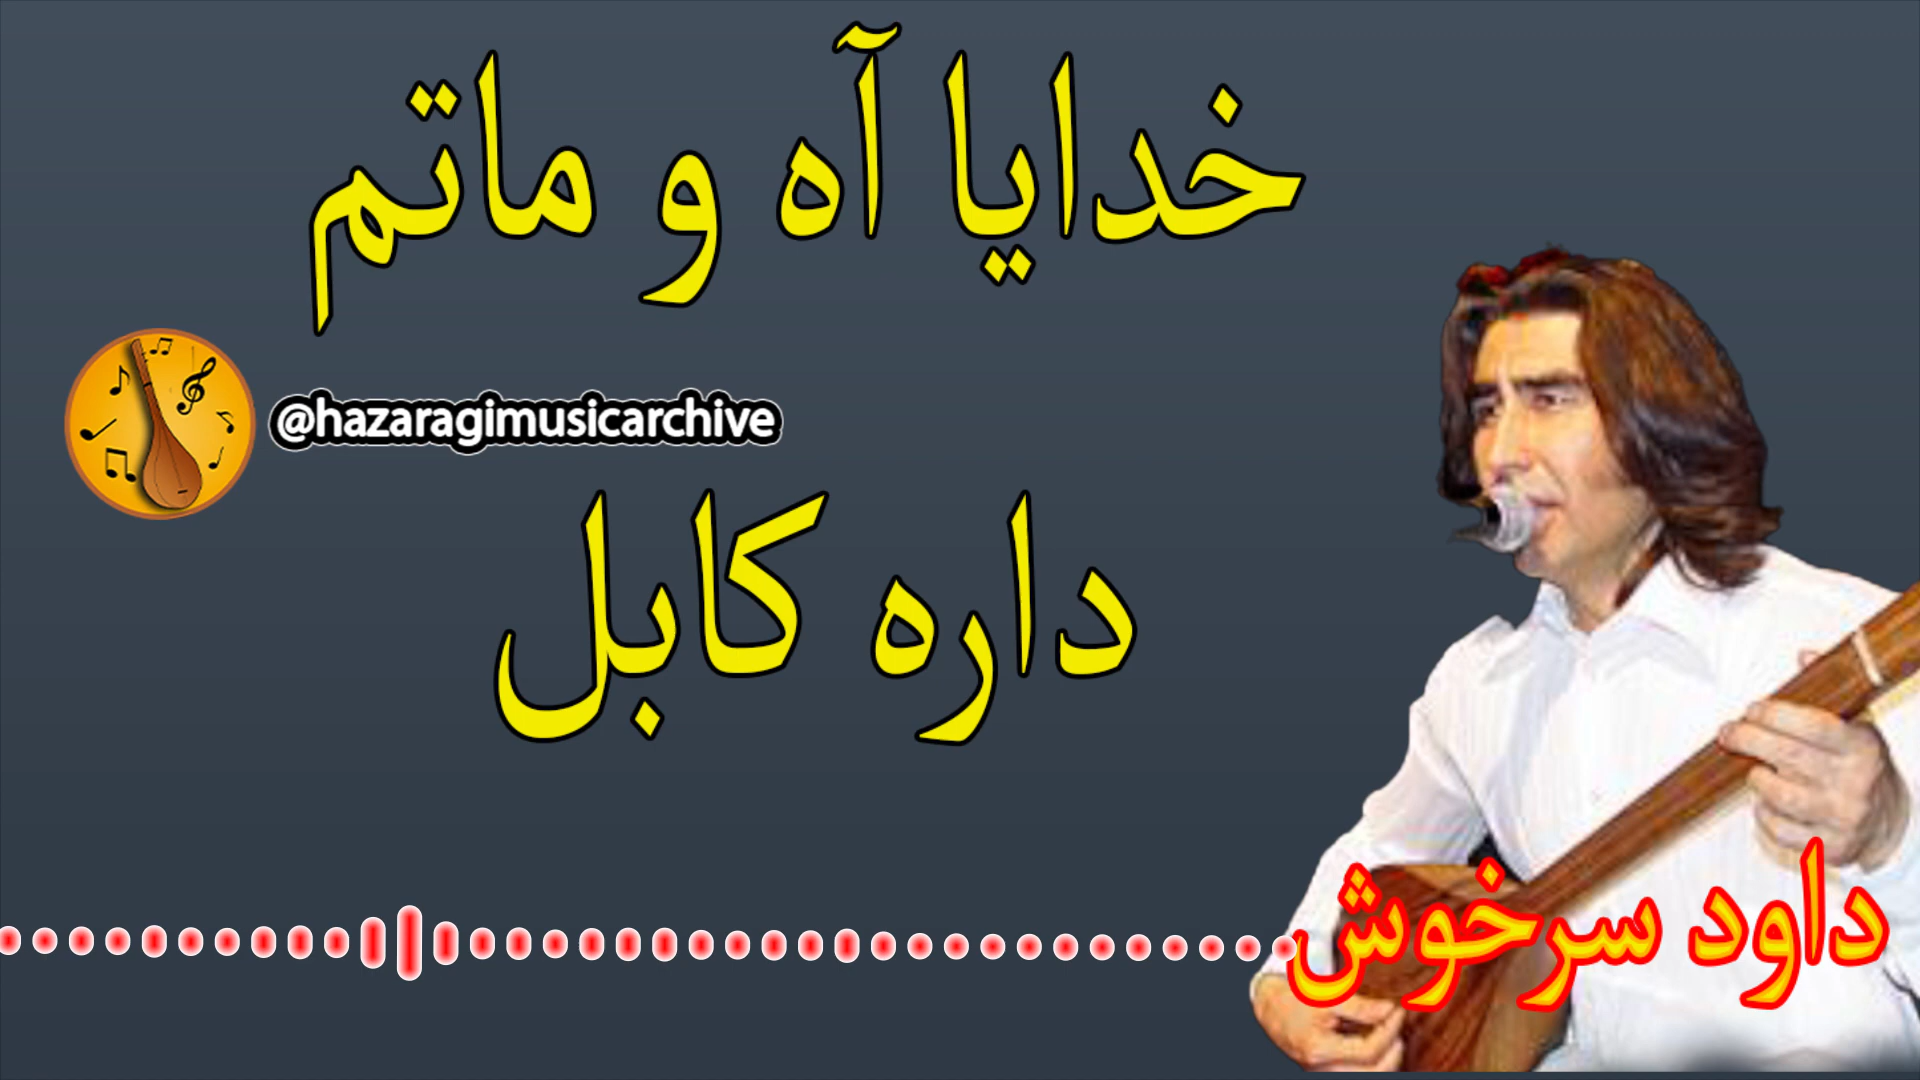 خدایا آه و ماتم
@hazaragimusicarchive
داره کابل
داود سرخوش